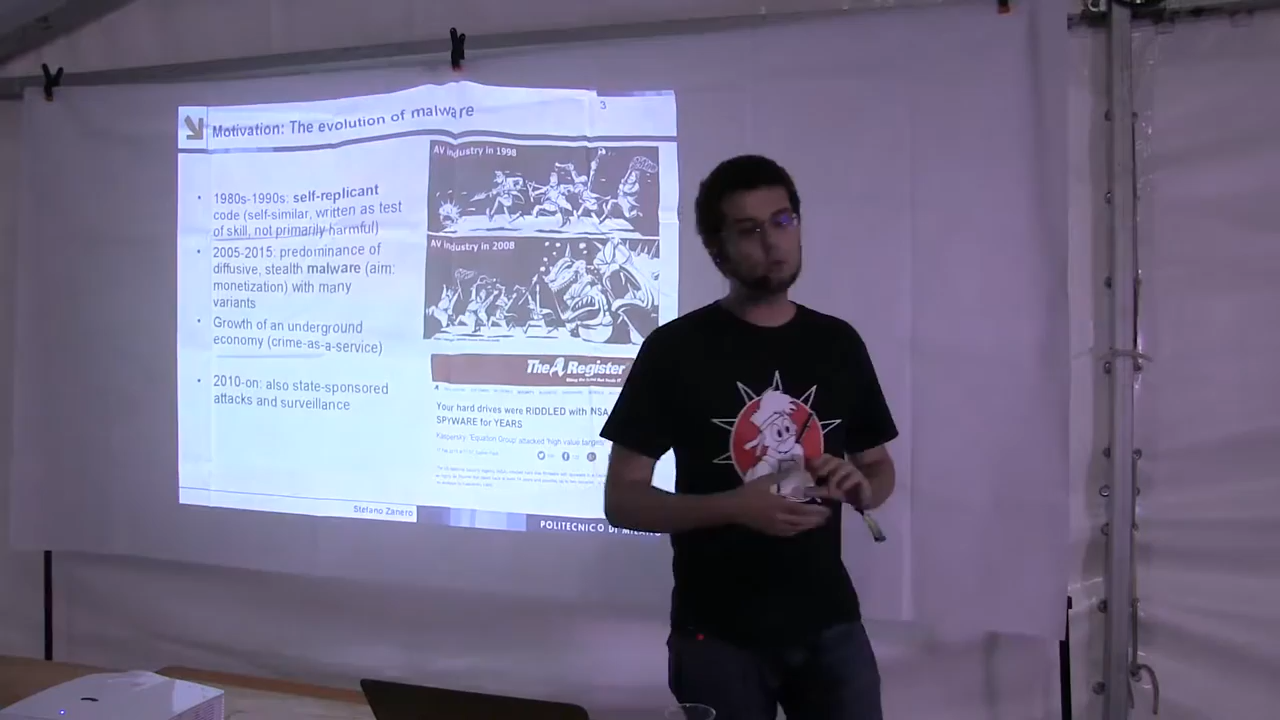 Motivation: The evolution of malware
3
1980s-1990s: self-replicant
code (self-similar, written as test
of skill, not primarily harmful)
2005-2015: predominance of
diffusive, stealth malware (aim:
monetization) with many
variants
Growth of an underground
economy (crime-as-a-service)
2010-on: also state-sponsored
attacks and surveillance
AV industry in 1998
AV industry in 2008
The A Register
Your hard drives were RIDDLED with NSA
SPYWARE for YEARS
Kaspersky: 'Equation Group' attacked 'high value targets'
Stefano Zanero
POLITECNICO DI MILANO